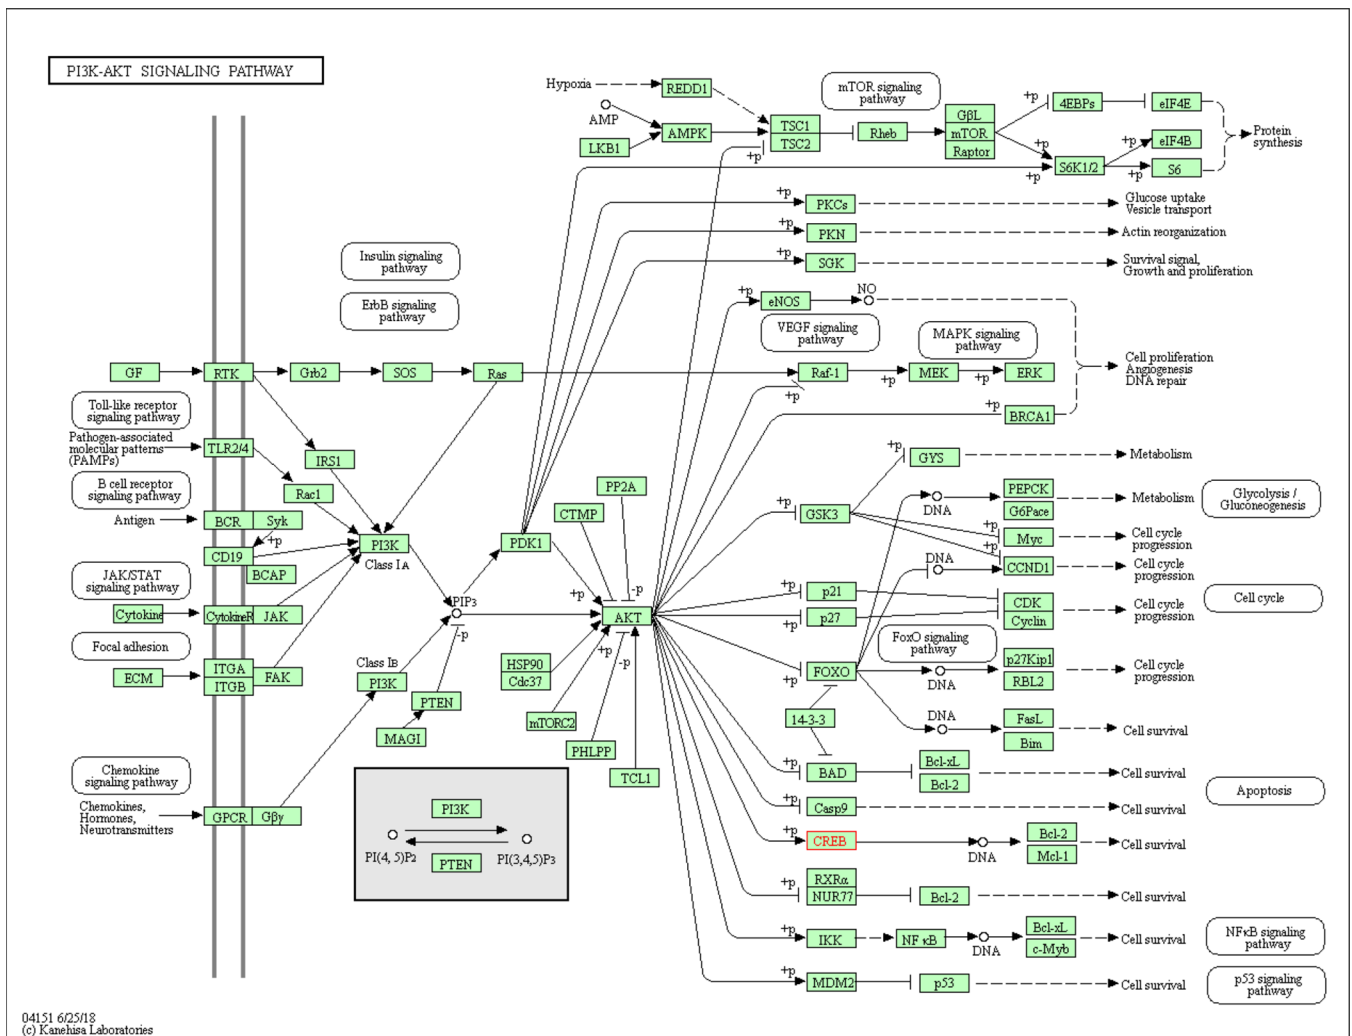 PI3K-AKT SIGNALING PATHWAY
Hypoxia
REDD1
mTOR signaling
pathway
AMP
LKB1
AMPK
TSC1
TSC2
+p
Rheb
GβL
mTOR
Raptor
+p
4EBPs
eIF4E
+p
+p
S6K1/2
+p
eIF4B
+p
S6
Protein
synthesis
+p
PKCs
Glucose uptake
Vesicle transport
+p
PKN
Actin reorganization
+p
SGK
Survival signal,
Growth and proliferation
Insulin signaling
pathway
ErbB signaling
pathway
+p
eNOS
NO
VEGF signaling
pathway
MAPK signaling
pathway
GF
RTK
Grb2
SOS
Ras
Raf-1
+p
MEK
+p
ERK
+p
Cell proliferation
Angiogenesis
DNA repair
+p
BRCA1
Toll-like receptor
signaling pathway
Pathogen-associated
molecular patterns
(PAMPs)
TLR2/4
IRS1
Rac1
B cell receptor
signaling pathway
Antigen
BCR
Syk
+p
CD19
BCAP
PI3K
Class IA
PDK1
CTMP
PP2A
+p
GYS
Metabolism
+p
GSK3
DNA
PEPCK
G6Pace
Metabolism
Glycolysis /
Gluconeogenesis
+p
Myc
Cell cycle
progression
+p
DNA
CCND1
Cell cycle
progression
JAK/STAT
signaling pathway
Cytokine
CytokineR
JAK
PIP3
-p
+p
-p
AKT
+p
-p
+p
p21
+p
p27
CDK
Cyclin
Cell cycle
progression
Cell cycle
Focal adhesion
ECM
ITGA
ITGB
FAK
Class IB
PI3K
PTEN
MAGI
HSP90
Cdc37
mTORC2
PHLPP
TCL1
FoxO signaling
pathway
FOXO
+p
DNA
p27Kip1
RBL2
Cell cycle
progression
14-3-3
DNA
FasL
Bim
Cell survival
Chemokine
signaling pathway
Chemokines,
Hormones,
Neurotransmitters
GPCR
Gβγ
PI3K
PI(4, 5)P2
PTEN
PI(3,4,5)P3
+p
BAD
Bcl-xL
Bcl-2
Cell survival
+p
Casp9
Cell survival
Apoptosis
+p
CREB
DNA
Bcl-2
Mcl-1
Cell survival
+p
RXRα
NUR77
Bcl-2
Cell survival
+p
IKK
NFκB
DNA
Bcl-xL
c-Myb
Cell survival
NFκB signaling
pathway
+p
MDM2
p53
Cell survival
p53 signaling
pathway
04151 6/25/18
(c) Kanehisa Laboratories